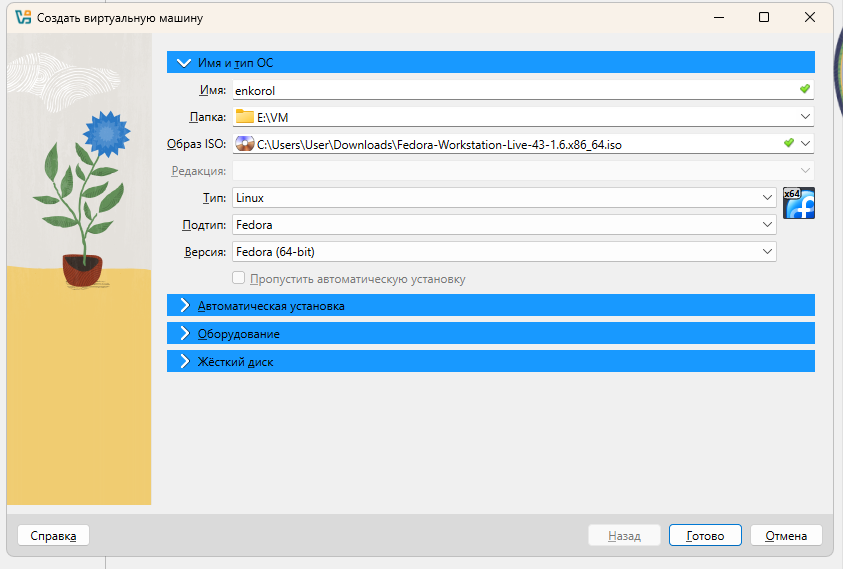 Создать виртуальную машину
Имя и тип ОС
Имя: enkorol
Папка: E:\VM
Образ ISO: C:\Users\User\Downloads\Fedora-Workstation-Live-43-1.6.x86_64.iso
Редакция:
Тип: Linux
x64
Подтип: Fedora
Версия: Fedora (64-bit)
Пропустить автоматическую установку
Автоматическая установка
Оборудование
Жёсткий диск
Справка Назад Готово Отмена